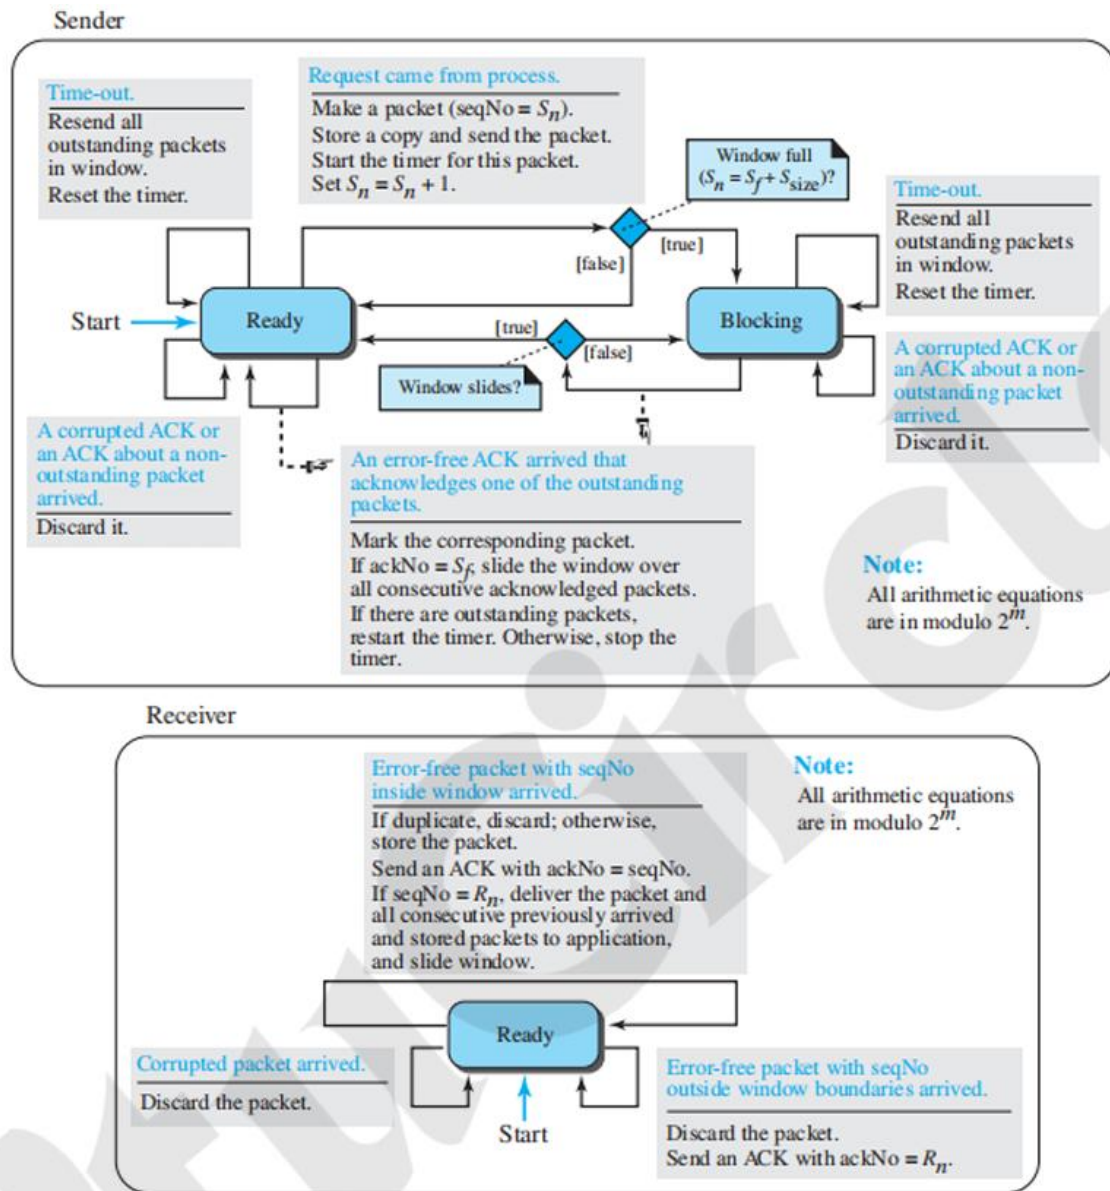 Sender
Time-out.
Resend all
outstanding packets
in window.
Reset the timer.
Request came from process.
Make a packet (seqNo = Sn).
Store a copy and send the packet.
Start the timer for this packet.
Set Sn = Sn + 1.
Window full
(Sn = Sf + Ssize)?
[true]
[false]
Time-out.
Resend all
outstanding packets
in window.
Reset the timer.
Start
Ready
Blocking
[true]
[false]
Window slides?
A corrupted ACK or
an ACK about a non-
outstanding packet
arrived.
Discard it.
A corrupted ACK or
an ACK about a non-
outstanding packet
arrived.
Discard it.
An error-free ACK arrived that
acknowledges one of the outstanding
packets.
Mark the corresponding packet.
If ackNo = Sf, slide the window over
all consecutive acknowledged packets.
If there are outstanding packets,
restart the timer. Otherwise, stop the
timer.
Note:
All arithmetic equations
are in modulo 2^m.
Receiver
Error-free packet with seqNo
inside window arrived.
If duplicate, discard; otherwise,
store the packet.
Send an ACK with ackNo = seqNo.
If seqNo = Rn, deliver the packet and
all consecutive previously arrived
and stored packets to application,
and slide window.
Note:
All arithmetic equations
are in modulo 2^m.
Ready
Corrupted packet arrived.
Discard the packet.
Start
Error-free packet with seqNo
outside window boundaries arrived.
Discard the packet.
Send an ACK with ackNo = Rn.